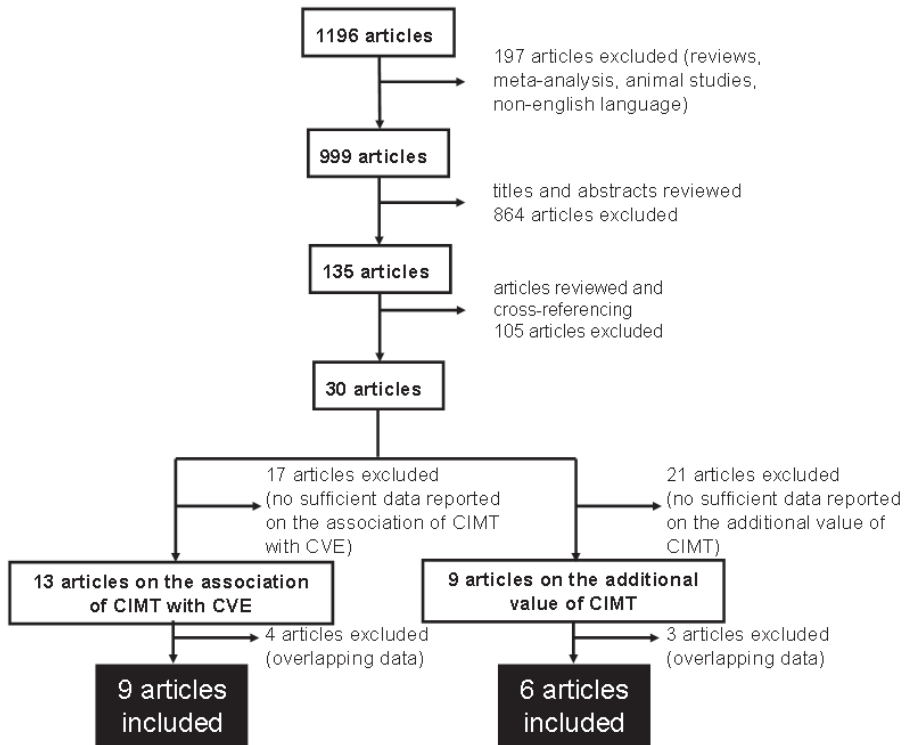 1196 articles
197 articles excluded (reviews,
meta-analysis, animal studies,
non-english language)
999 articles
titles and abstracts reviewed
864 articles excluded
135 articles
articles reviewed and
cross-referencing
105 articles excluded
30 articles
17 articles excluded
(no sufficient data reported
on the association of CIMT
with CVE)
21 articles excluded
(no sufficient data reported
on the additional value of
CIMT)
13 articles on the association
of CIMT with CVE
9 articles on the additional
value of CIMT
4 articles excluded
(overlapping data)
3 articles excluded
(overlapping data)
9 articles
included
6 articles
included